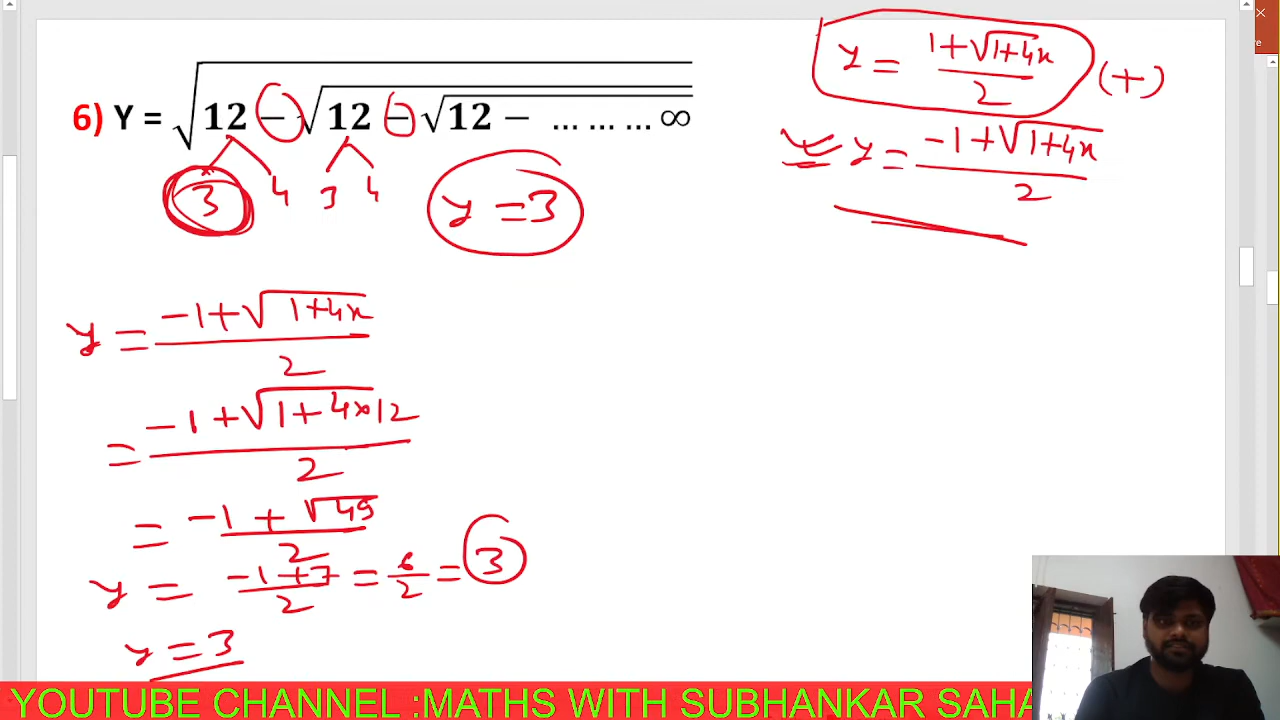 6) Y = √12 − √12 − √12 − ... ... ... ∞
3 4 3 4
y = 3
y = 1+√1+4x / 2 (+)
y = -1+√1+4x / 2
y = -1+√1+4x / 2
= -1+√1+4×12 / 2
= -1 + √49 / 2
y = -1+7 / 2 = 6/2 = 3
y = 3
YOUTUBE CHANNEL :MATHS WITH SUBHANKAR SAHA